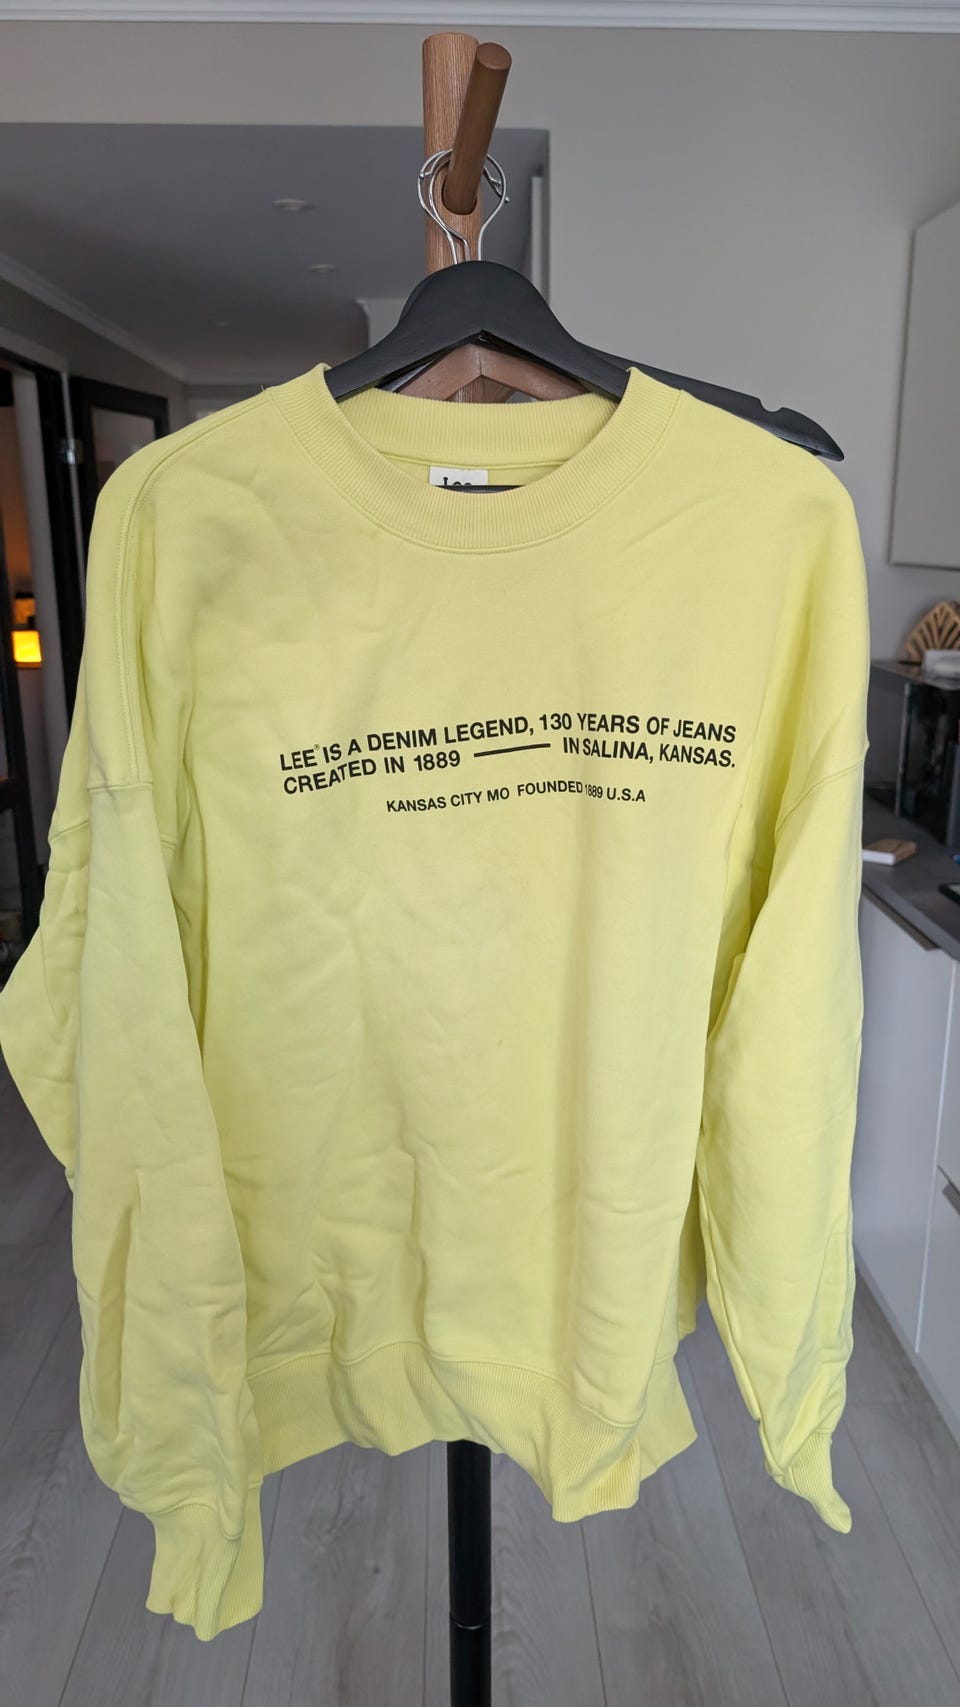 Lee
LEE® IS A DENIM LEGEND, 130 YEARS OF JEANS
CREATED IN 1889 —— IN SALINA, KANSAS.
KANSAS CITY MO FOUNDED 1889 U.S.A